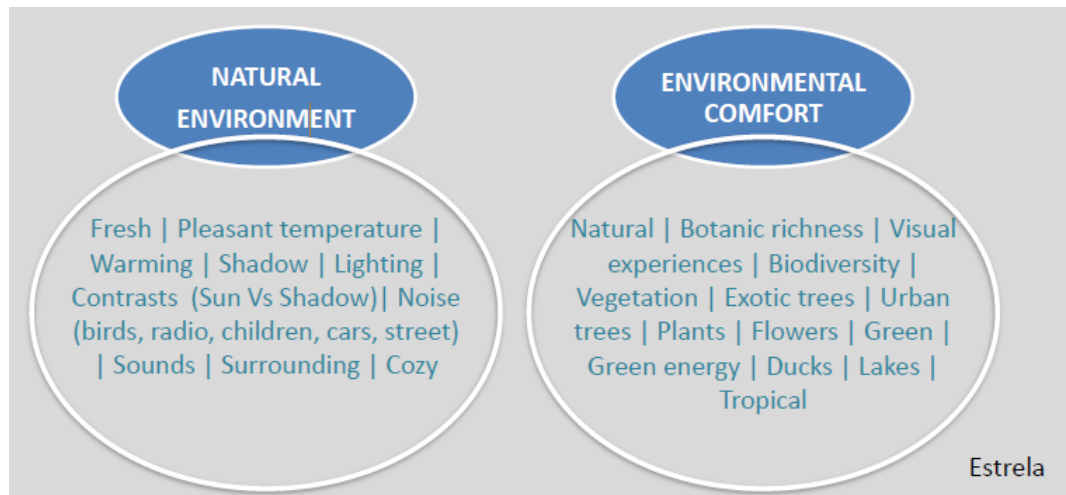 NATURAL
ENVIRONMENT
Fresh | Pleasant temperature |
Warming | Shadow | Lighting |
Contrasts (Sun Vs Shadow)| Noise
(birds, radio, children, cars, street)
| Sounds | Surrounding | Cozy
ENVIRONMENTAL
COMFORT
Natural | Botanic richness | Visual
experiences | Biodiversity |
Vegetation | Exotic trees | Urban
trees | Plants | Flowers | Green |
Green energy | Ducks | Lakes |
Tropical
Estrela